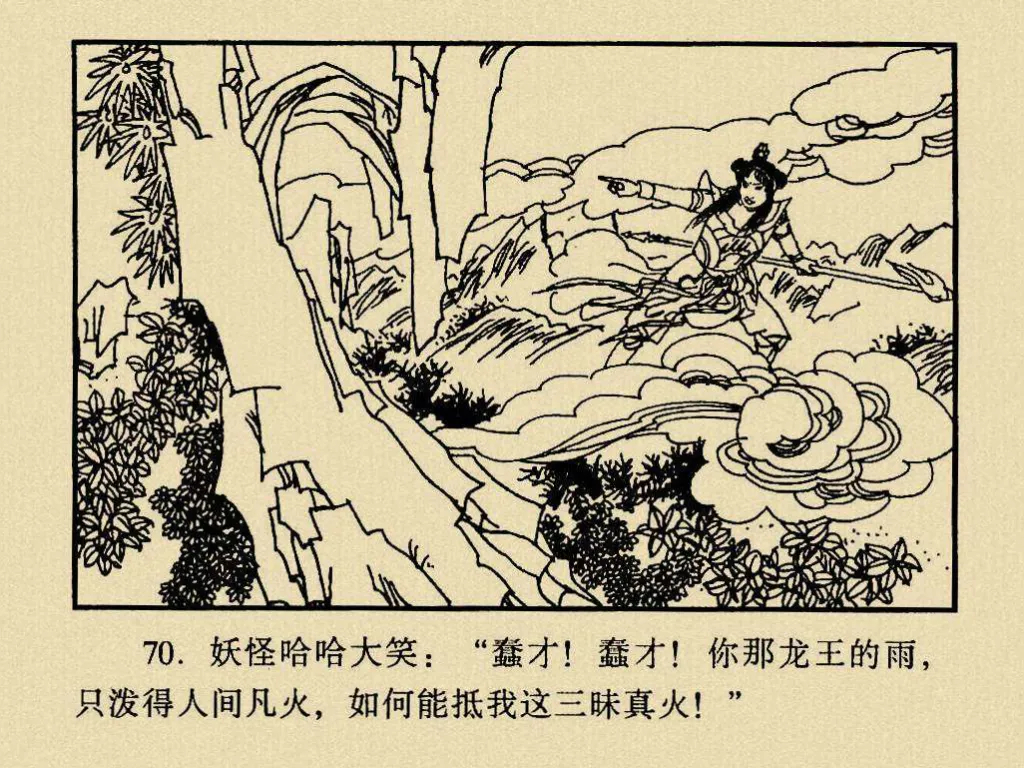 70. 妖怪哈哈大笑：“蠢才！蠢才！你那龙王的雨，
只泼得人间凡火，如何能抵我这三昧真火！”